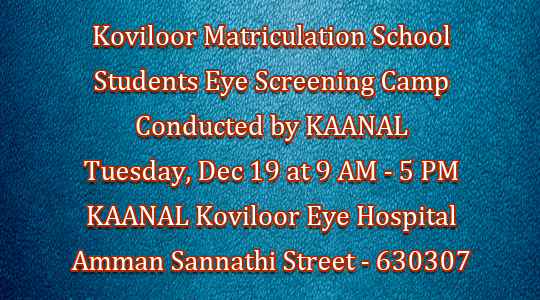 Koviloor Matriculation School
Students Eye Screening Camp
Conducted by KAANAL
Tuesday, Dec 19 at 9 AM - 5 PM
KAANAL Koviloor Eye Hospital
Amman Sannathi Street - 630307